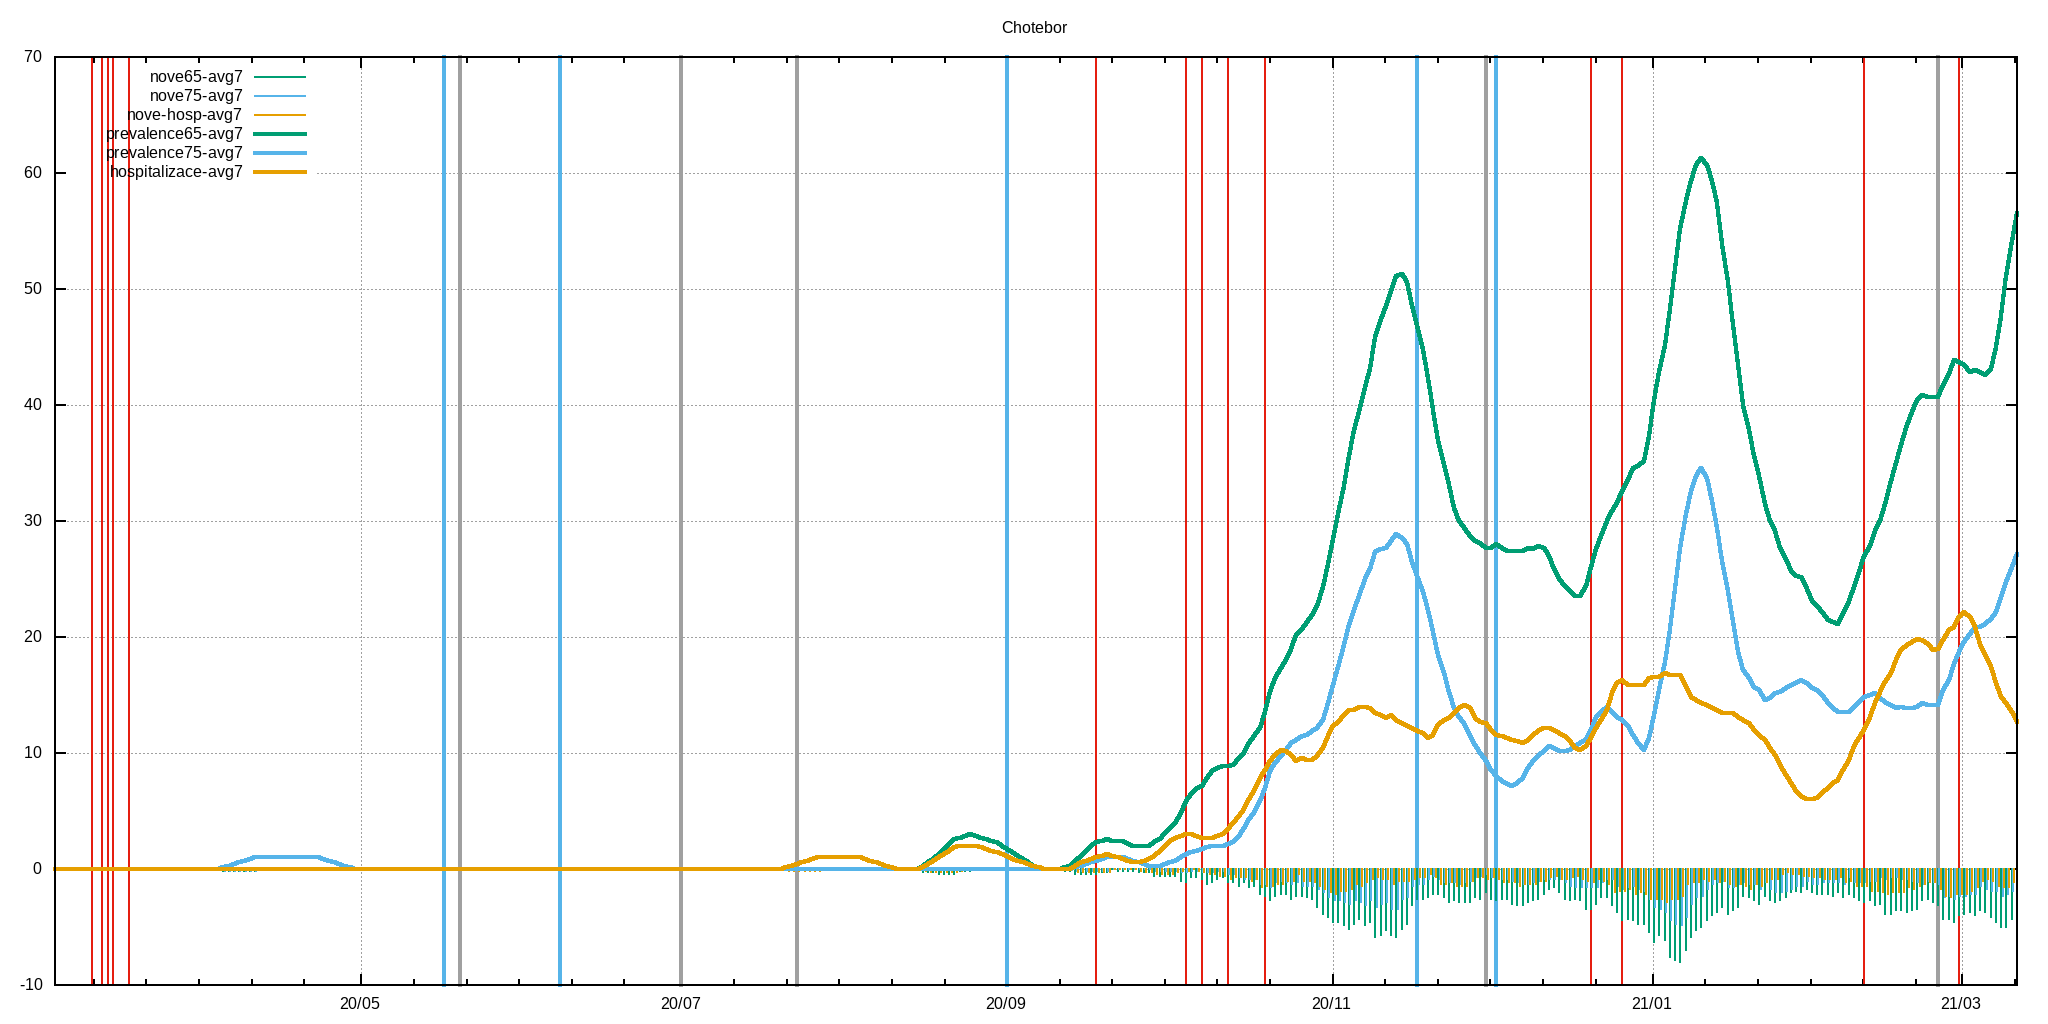 Chotebor
70
nove65-avg7
nove75-avg7
nove-hosp-avg7
prevalence65-avg7
prevalence75-avg7
hospitalizace-avg7
60
50
40
30
20
10
0
-10
20/05 20/07 20/09 20/11 21/01 21/03